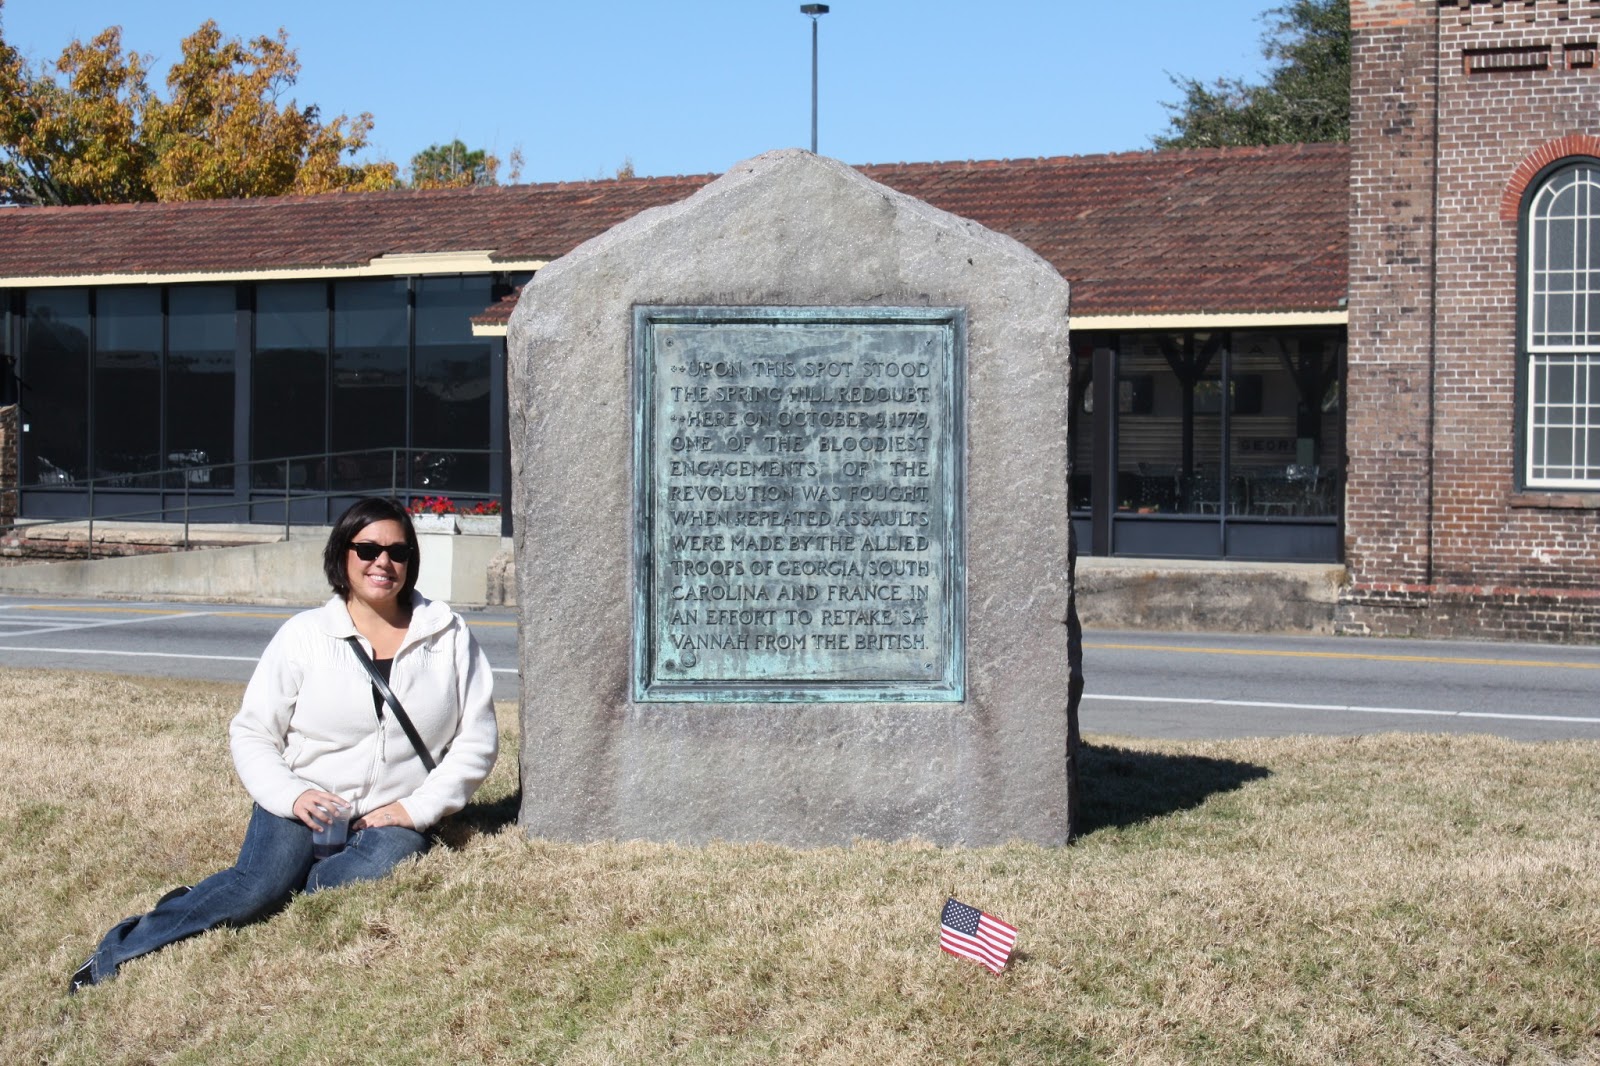 UPON THIS SPOT STOOD
THE SPRING HILL REDOUBT.
HERE ON OCTOBER 9, 1779,
ONE OF THE BLOODIEST
ENGAGEMENTS OF THE
REVOLUTION WAS FOUGHT,
WHEN REPEATED ASSAULTS
WERE MADE BY THE ALLIED
TROOPS OF GEORGIA, SOUTH
CAROLINA AND FRANCE, IN
AN EFFORT TO RETAKE SA-
VANNAH FROM THE BRITISH.